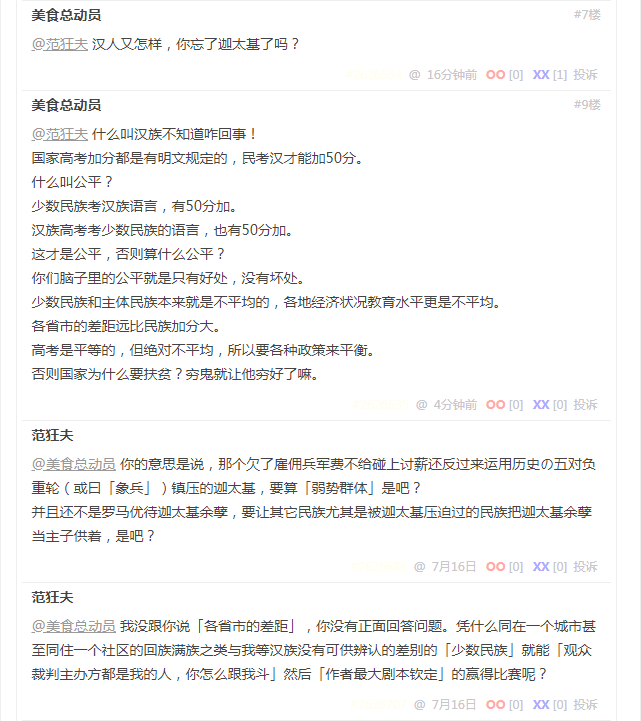 美食总动员 #7楼
@范狂夫 汉人又怎样，你忘了迦太基了吗？
@ 16分钟前 OO [0] XX [1] 投诉
美食总动员 #9楼
@范狂夫 什么叫汉族不知道咋回事！
国家高考加分都是有明文规定的，民考汉才能加50分。
什么叫公平？
少数民族考汉族语言，有50分加。
汉族高考考少数民族的语言，也有50分加。
这才是公平，否则算什么公平？
你们脑子里的公平就是只有好处，没有坏处。
少数民族和主体民族本来就是不平均的，各地经济状况教育水平更是不平均。
各省市的差距远比民族加分大。
高考是平等的，但绝对不平均，所以要各种政策来平衡。
否则国家为什么要扶贫？穷鬼就让他穷好了嘛。
@ 4分钟前 OO [0] XX [0] 投诉
范狂夫
@美食总动员 你的意思是说，那个欠了雇佣兵军费不给碰上讨薪还反过来运用历史の五对负
重轮（或曰「象兵」）镇压的迦太基，要算「弱势群体」是吧？
并且还不是罗马优待迦太基余孽，要让其它民族尤其是被迦太基压迫过的民族把迦太基余孽
当主子供着，是吧？
@ 7月16日 OO [0] XX [0] 投诉
范狂夫
@美食总动员 我没跟你说「各省市的差距」，你没有正面回答问题。凭什么同在一个城市甚
至同住一个社区的回族满族之类与我等汉族没有可供辨认的差别的「少数民族」就能「观众
裁判主办方都是我的人，你怎么跟我斗」然后「作者最大剧本钦定」的赢得比赛呢？
@ 7月16日 OO [0] XX [0] 投诉